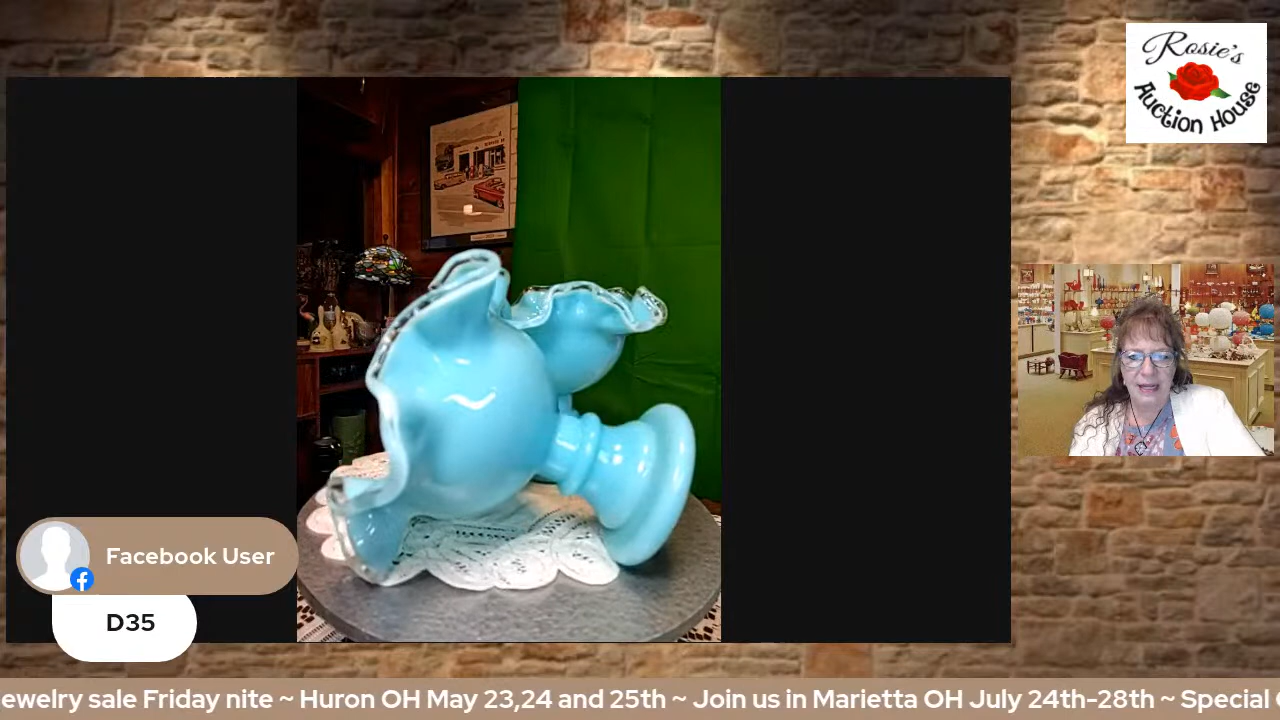 Rosie's
Auction House
Facebook User
D35
ewelry sale Friday nite ~ Huron OH May 23,24 and 25th ~ Join us in Marietta OH July 24th-28th ~ Special